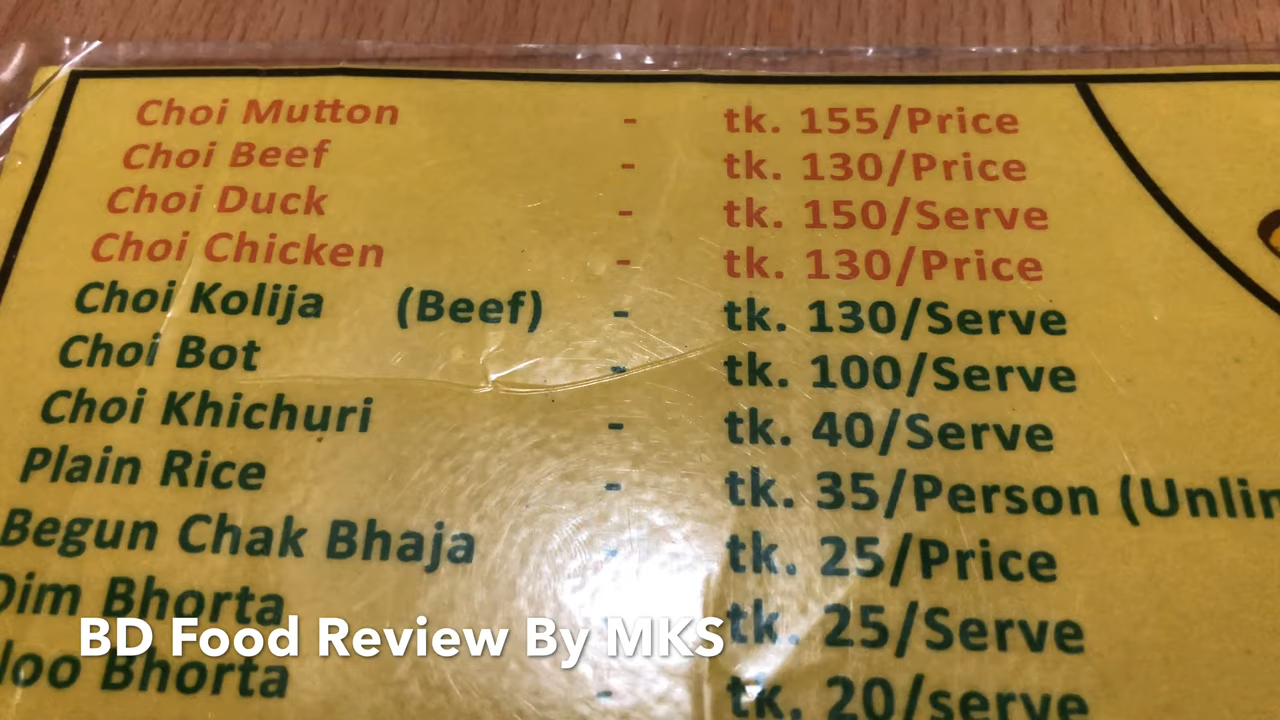 Choi Mutton - tk. 155/Price
Choi Beef - tk. 130/Price
Choi Duck - tk. 150/Serve
Choi Chicken - tk. 130/Price
Choi Kolija (Beef) - tk. 130/Serve
Choi Bot - tk. 100/Serve
Choi Khichuri - tk. 40/Serve
Plain Rice - tk. 35/Person (Unlim
Begun Chak Bhaja - tk. 25/Price
Dim Bhorta tk. 25/Serve
BD Food Review By MKS
loo Bhorta - tk. 20/serve